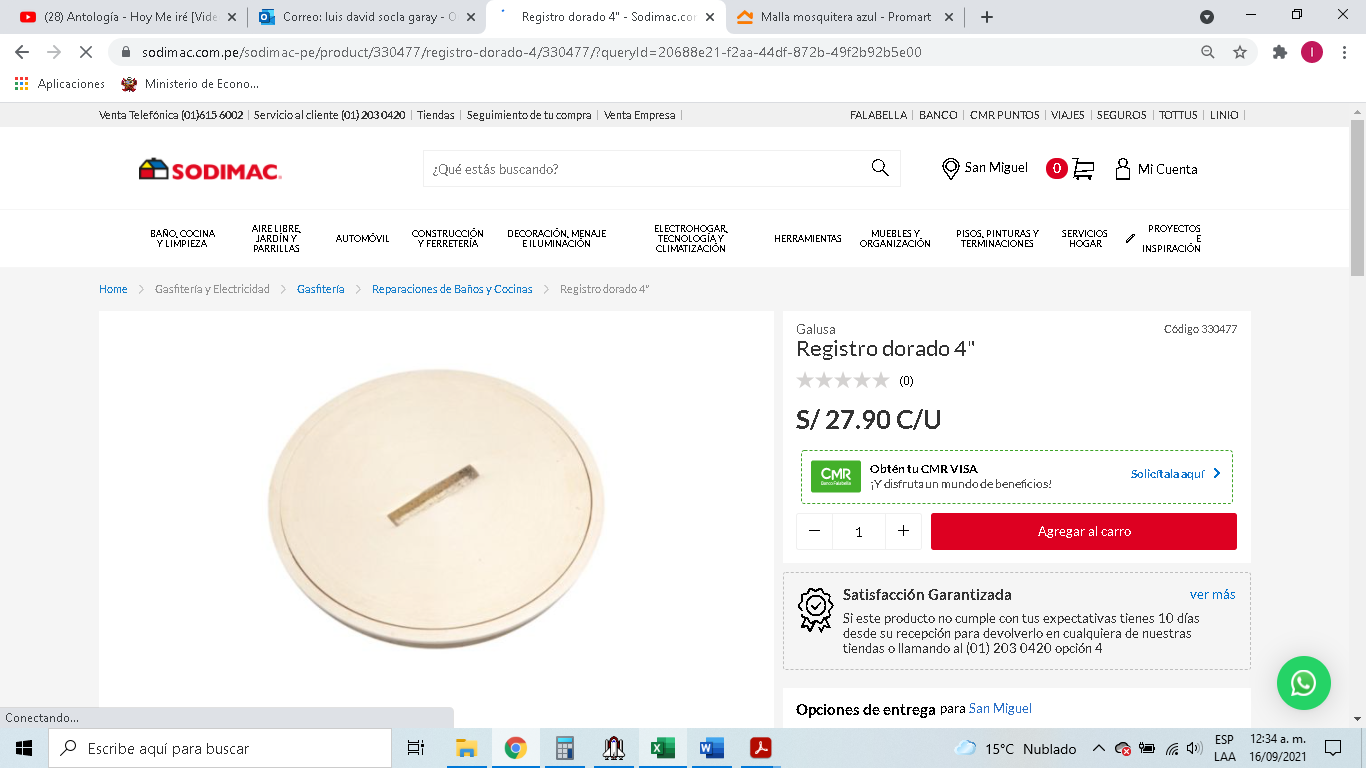 (28) Antología - Hoy Me iré [Vide
Correo: luis david socla garay - O
Registro dorado 4" - Sodimac.com
Malla mosquitera azul - Promart
sodimac.com.pe/sodimac-pe/product/330477/registro-dorado-4/330477/?queryId=20688e21-f2aa-44df-872b-49f2b92b5e00
I
Aplicaciones
Ministerio de Econo...
Venta Telefónica (01)615 6002
Servicio al cliente (01) 203 0420
Tiendas
Seguimiento de tu compra
Venta Empresa
FALABELLA
BANCO
CMR PUNTOS
VIAJES
SEGUROS
TOTTUS
LINIO
SODIMAC
¿Qué estás buscando?
San Miguel
0
Mi Cuenta
BAÑO, COCINA
Y LIMPIEZA
AIRE LIBRE,
JARDÍN Y
PARRILLAS
AUTOMÓVIL
CONSTRUCCIÓN
Y FERRETERÍA
DECORACIÓN, MENAJE
E ILUMINACIÓN
ELECTROHOGAR,
TECNOLOGÍA Y
CLIMATIZACIÓN
HERRAMIENTAS
MUEBLES Y
ORGANIZACIÓN
PISOS, PINTURAS Y
TERMINACIONES
SERVICIOS
HOGAR
PROYECTOS
E
INSPIRACIÓN
Home
Gasfitería y Electricidad
Gasfitería
Reparaciones de Baños y Cocinas
Registro dorado 4"
Galusa
Código 330477
Registro dorado 4"
(0)
S/ 27.90 C/U
CMR
Banco Falabella
Obtén tu CMR VISA
¡Y disfruta un mundo de beneficios!
Solicítala aquí
1
Agregar al carro
Satisfacción Garantizada
ver más
Si este producto no cumple con tus expectativas tienes 10 días
desde su recepción para devolverlo en cualquiera de nuestras
tiendas o llamando al (01) 203 0420 opción 4
Opciones de entrega para San Miguel
Conectando...
Escribe aquí para buscar
15°C Nublado
ESP
LAA
12:34 a. m.
16/09/2021